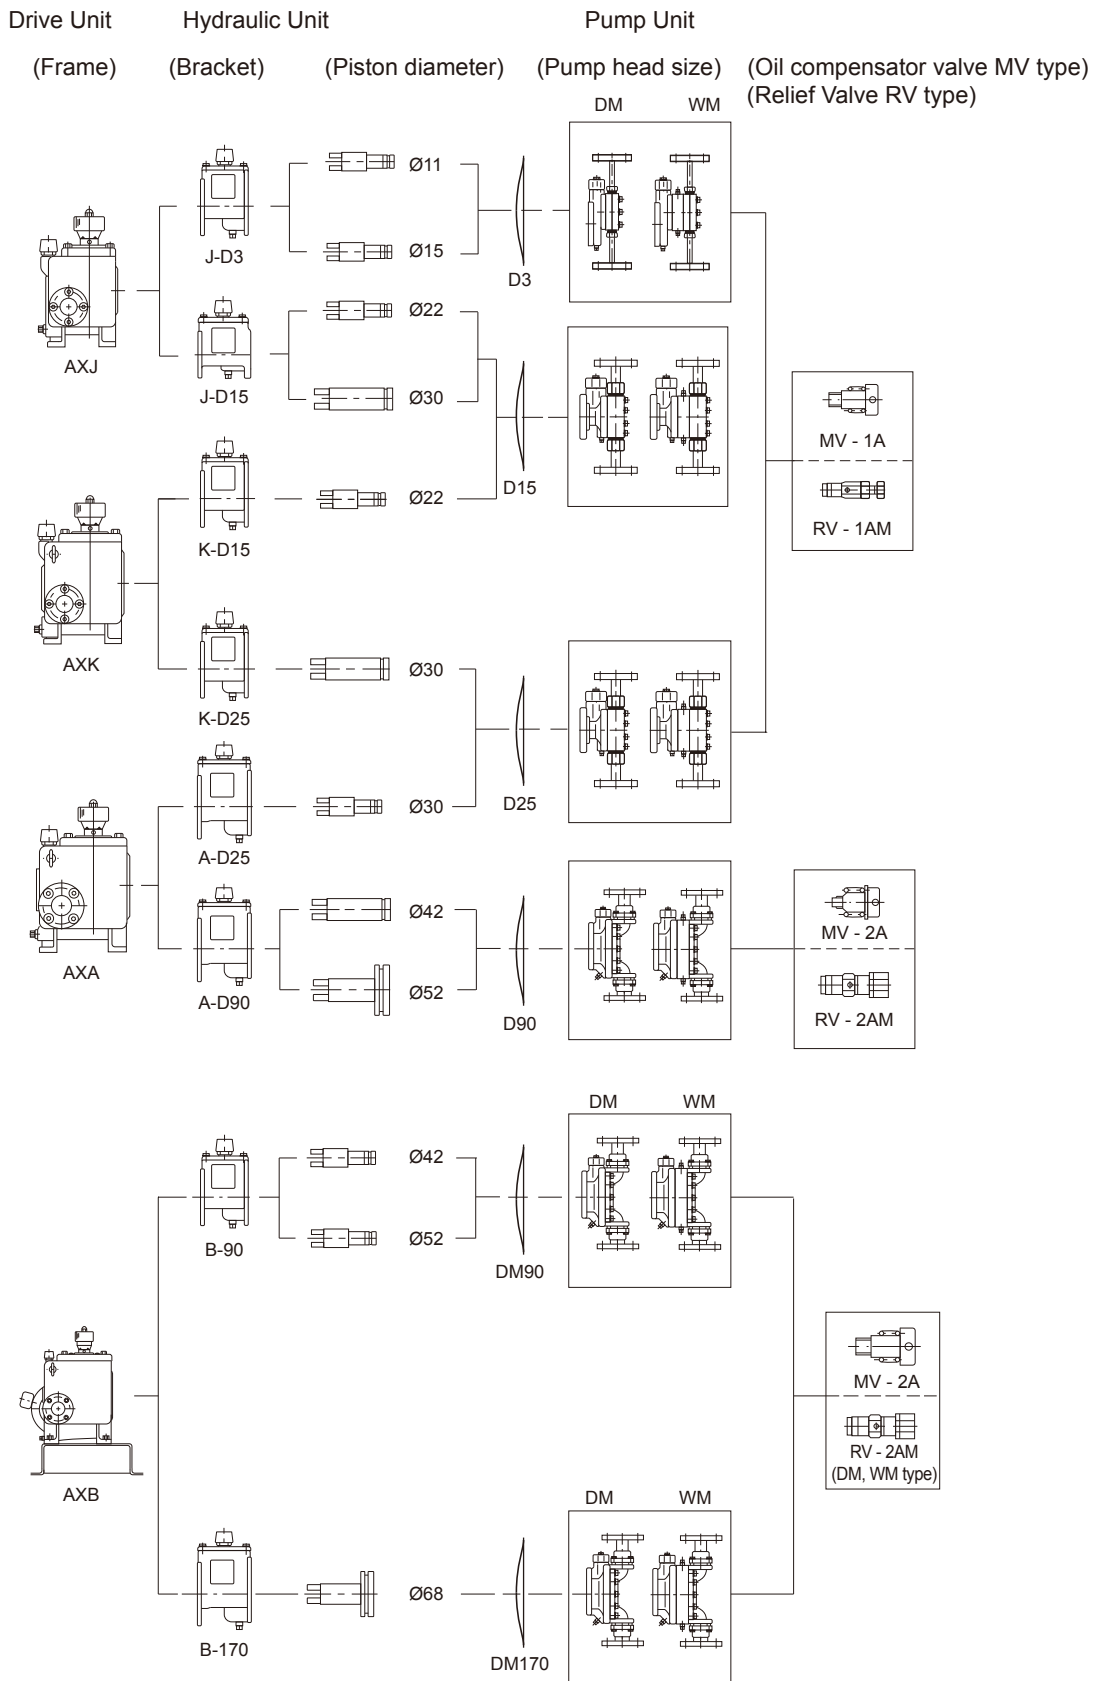 Drive Unit Hydraulic Unit Pump Unit
(Frame) (Bracket) (Piston diameter) (Pump head size) (Oil compensator valve MV type)
(Relief Valve RV type)
DM WM
Ø11
J-D3
Ø15
D3
AXJ
Ø22
J-D15
Ø30
D15
MV - 1A
RV - 1AM
Ø22
K-D15
AXK
Ø30
K-D25
D25
Ø30
A-D25
AXA
Ø42
A-D90
Ø52
D90
MV - 2A
RV - 2AM
DM WM
Ø42
B-90
Ø52
DM90
AXB
MV - 2A
RV - 2AM
(DM, WM type)
DM WM
B-170
Ø68
DM170